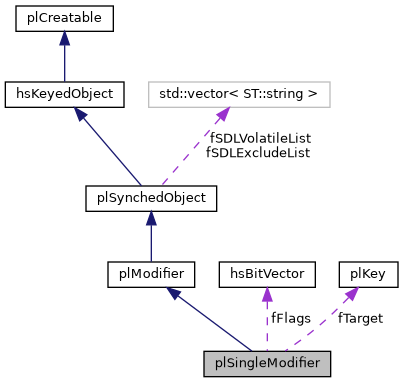 plCreatable
hsKeyedObject
std::vector< ST::string >
fSDLVolatileList
fSDLExcludeList
plSynchedObject
plModifier
hsBitVector
plKey
fFlags
fTarget
plSingleModifier